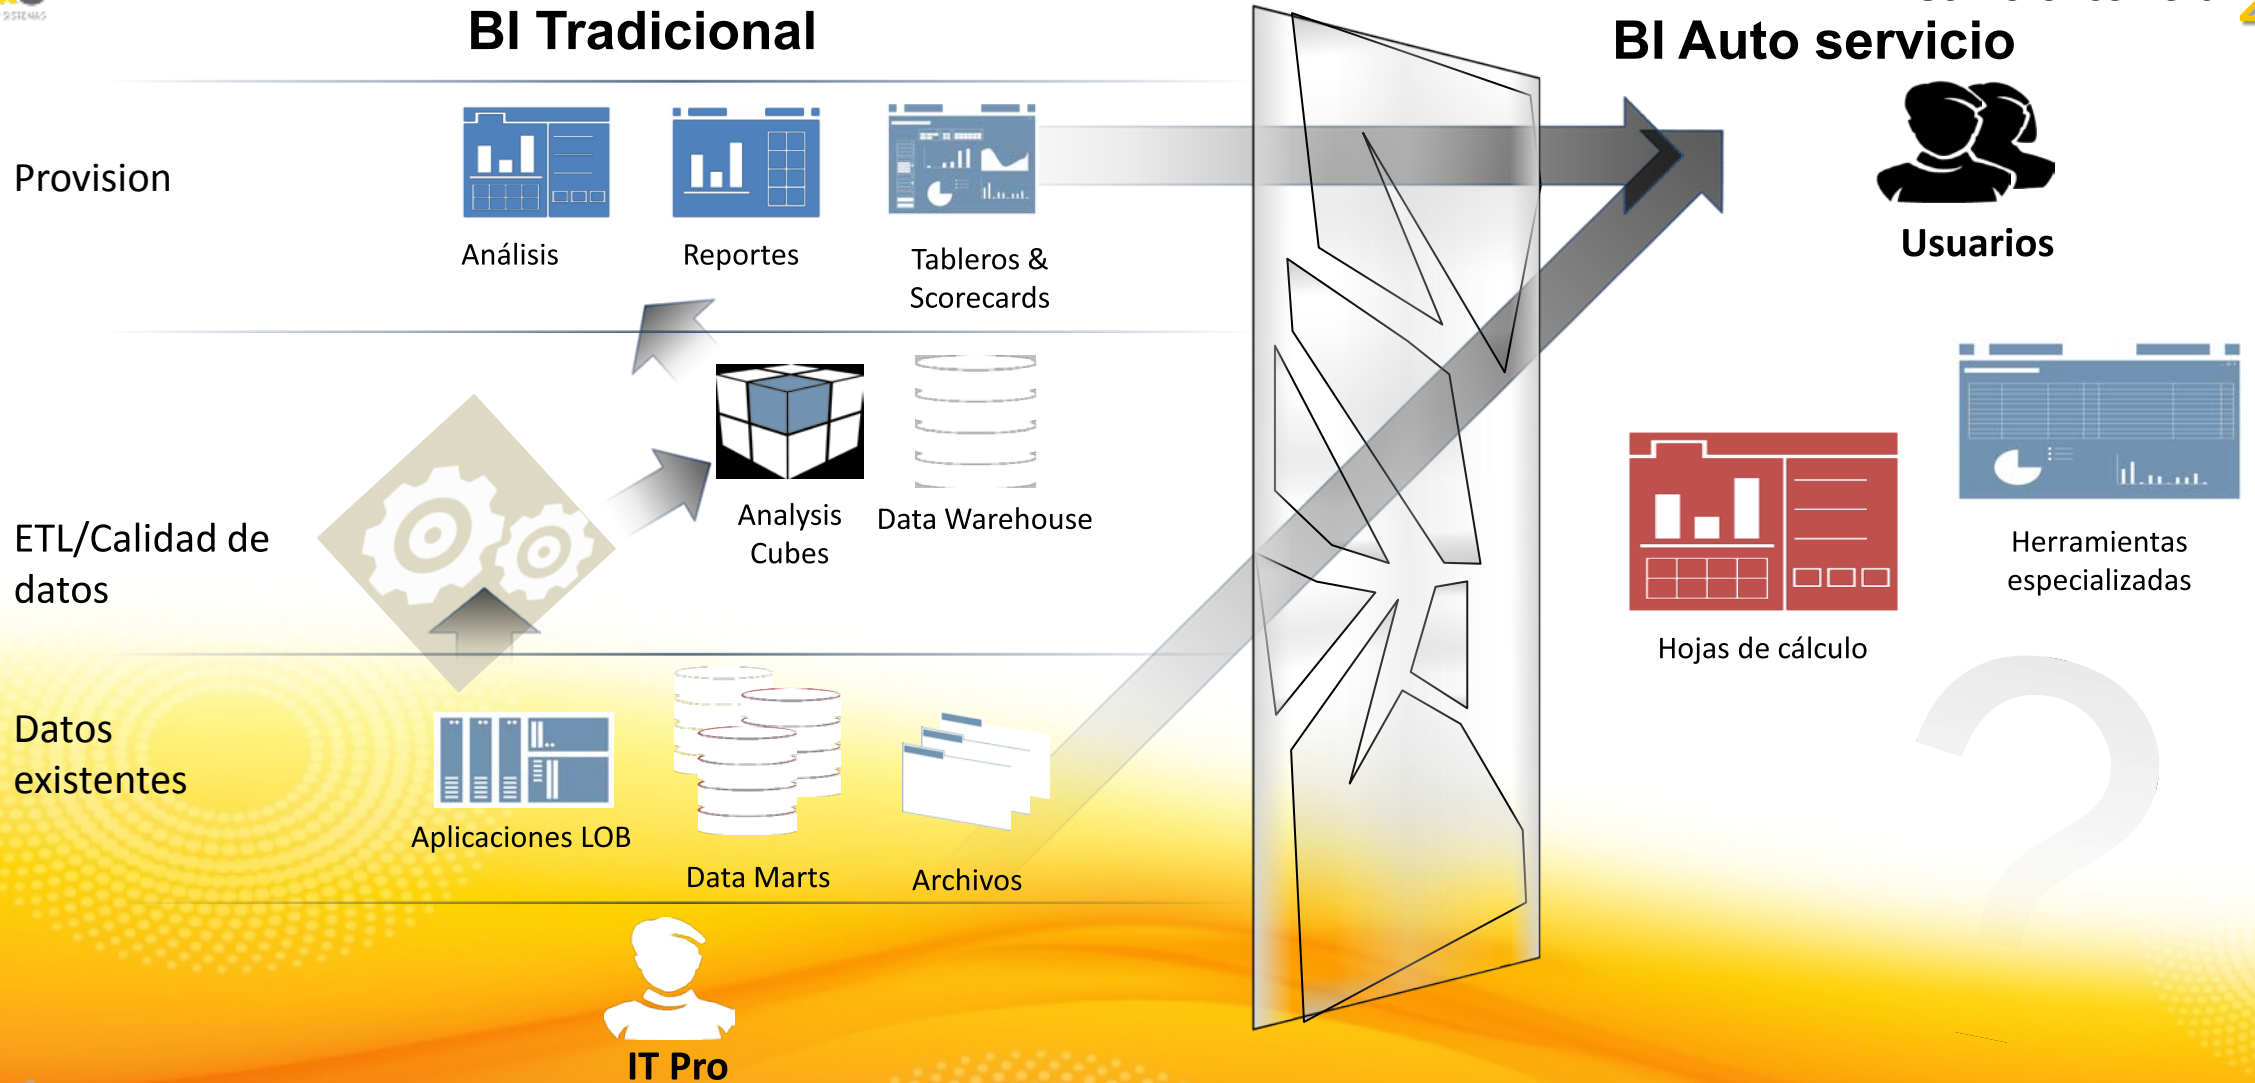 BI Tradicional
BI Auto servicio
Provision
Análisis
Reportes
Tableros &
Scorecards
Usuarios
ETL/Calidad de
datos
Analysis
Cubes
Data Warehouse
Herramientas
especializadas
Hojas de cálculo
Datos
existentes
Aplicaciones LOB
Data Marts
Archivos
?
IT Pro